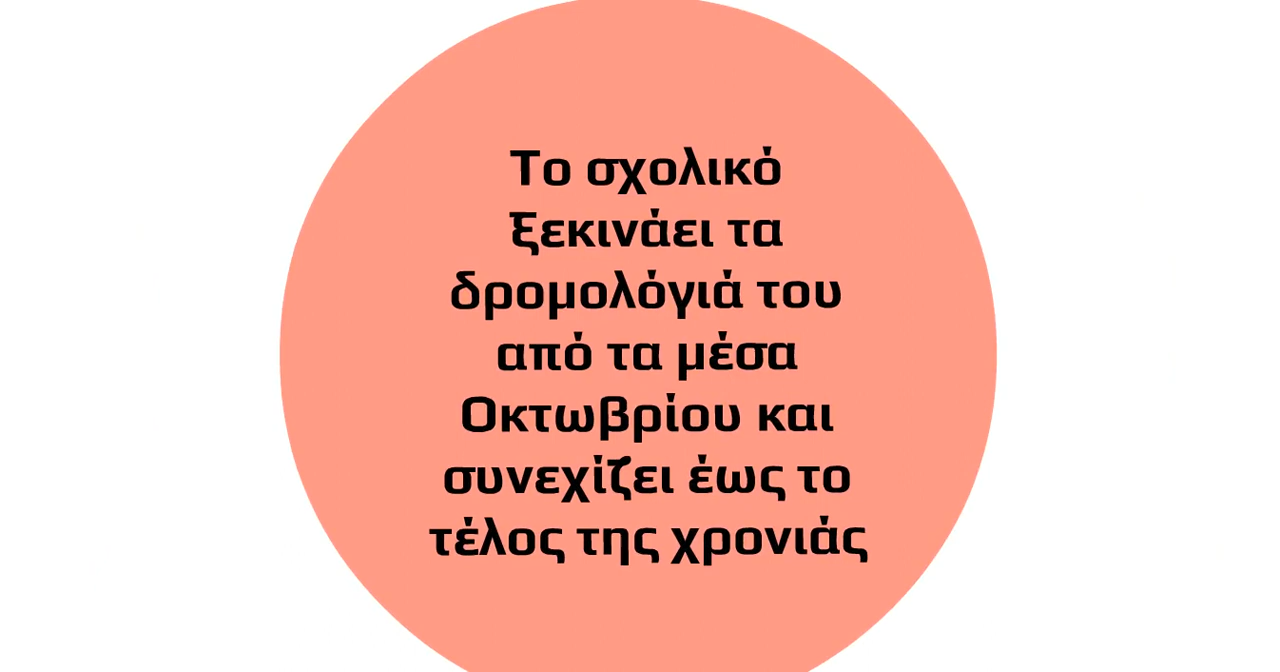 Το σχολικό
ξεκινάει τα
δρομολόγιά του
από τα μέσα
Οκτωβρίου και
συνεχίζει έως το
τέλος της χρονιάς